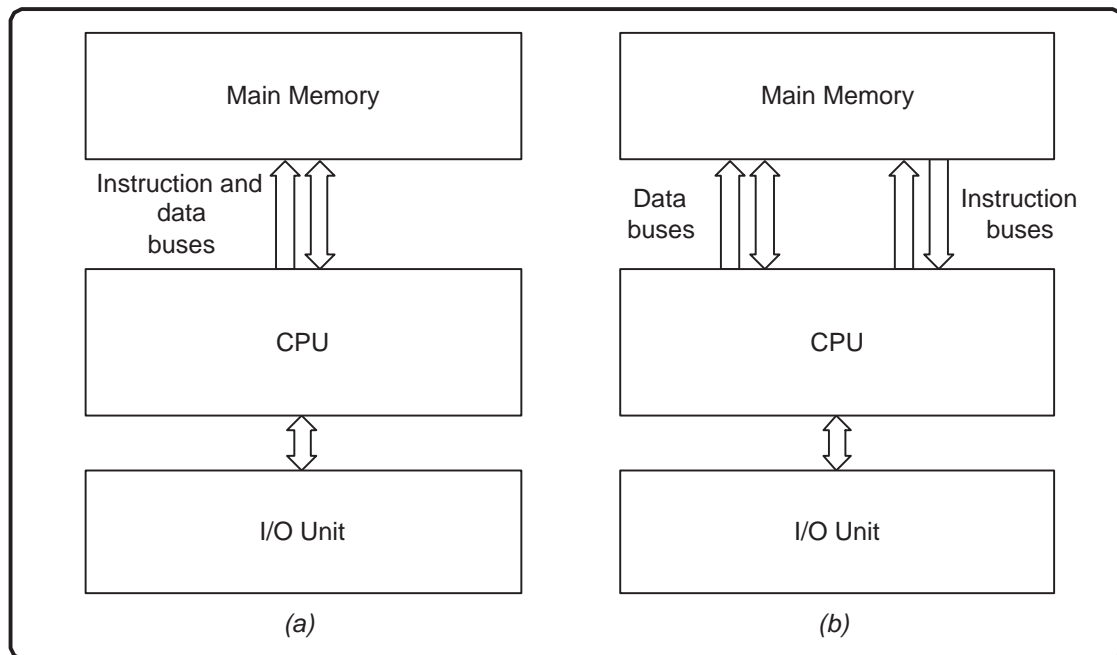 Main Memory
Instruction and
data
buses
CPU
I/O Unit
(a)
Main Memory
Data
buses
Instruction
buses
CPU
I/O Unit
(b)